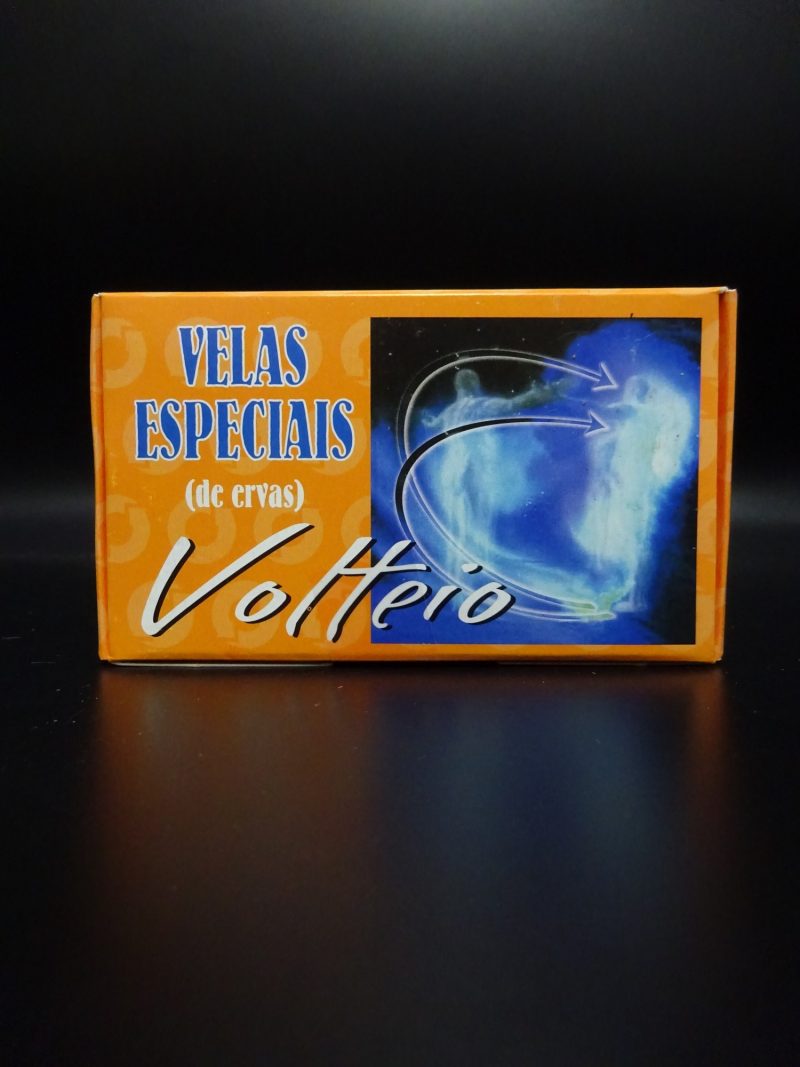 VELAS
ESPECIAIS
(de ervas)
Volteio